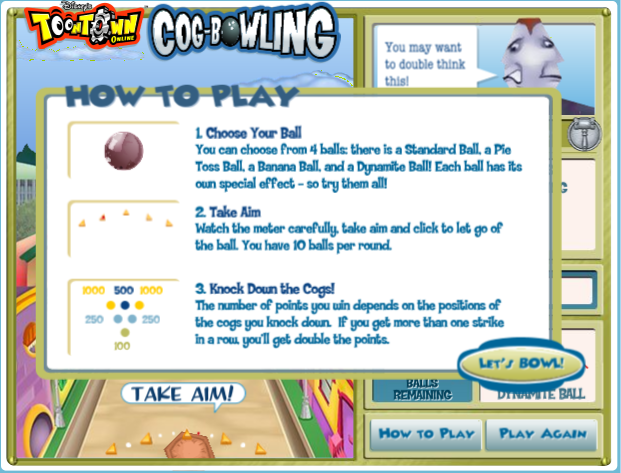 Disney's
TOONTOWN
ONLINE
COG-BOWLING
You may want
to double think
this!
HOW TO PLAY
1. Choose Your Ball
You can choose from 4 balls: there is a Standard Ball, a Pie
Toss Ball, a Banana Ball, and a Dynamite Ball! Each ball has its
own special effect - so try them all!
2. Take Aim
Watch the meter carefully, take aim and click to let go of
the ball. You have 10 balls per round.
3. Knock Down the Cogs!
1000 500 1000
250 250
100
The number of points you win depends on the positions of
the cogs you knock down. If you get more than one strike
in a row, you'll get double the points.
LET'S BOWL!
TAKE AIM!
BALLS
REMAINING
DYNAMITE BALL
HOW TO PLAY
PLAY AGAIN